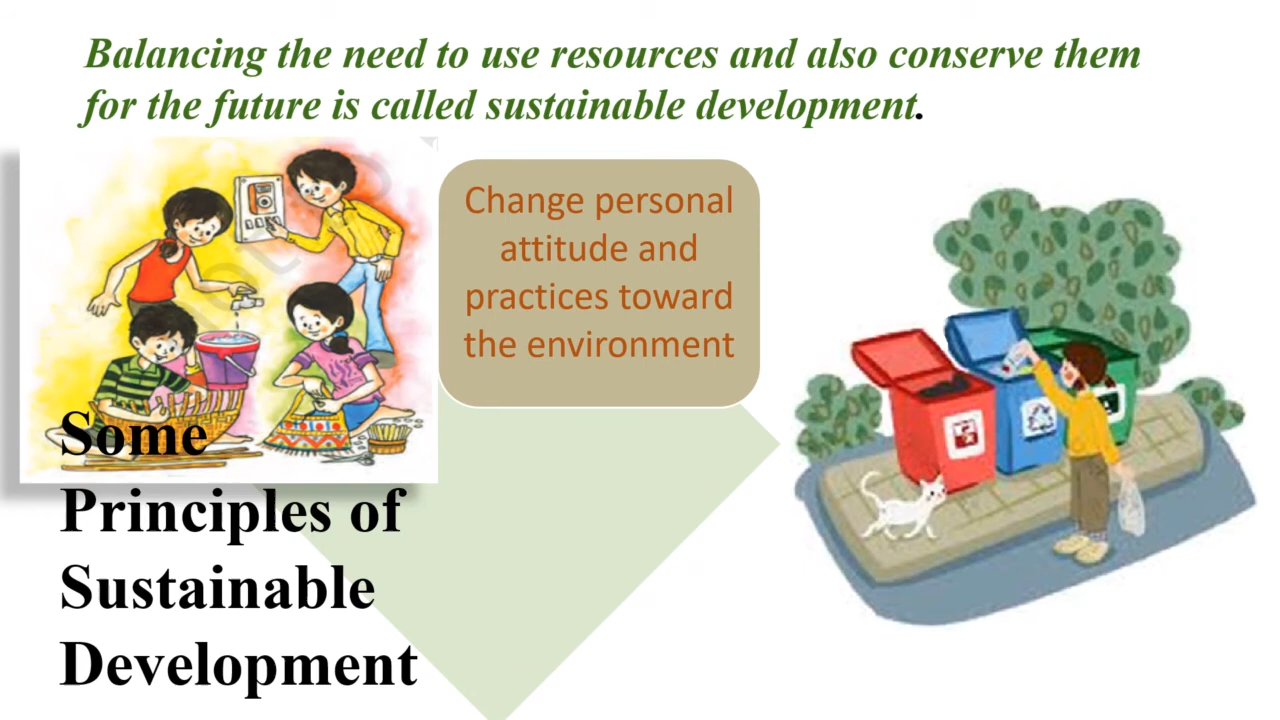 Balancing the need to use resources and also conserve them
for the future is called sustainable development.
Change personal
attitude and
practices toward
the environment
Some
Principles of
Sustainable
Development